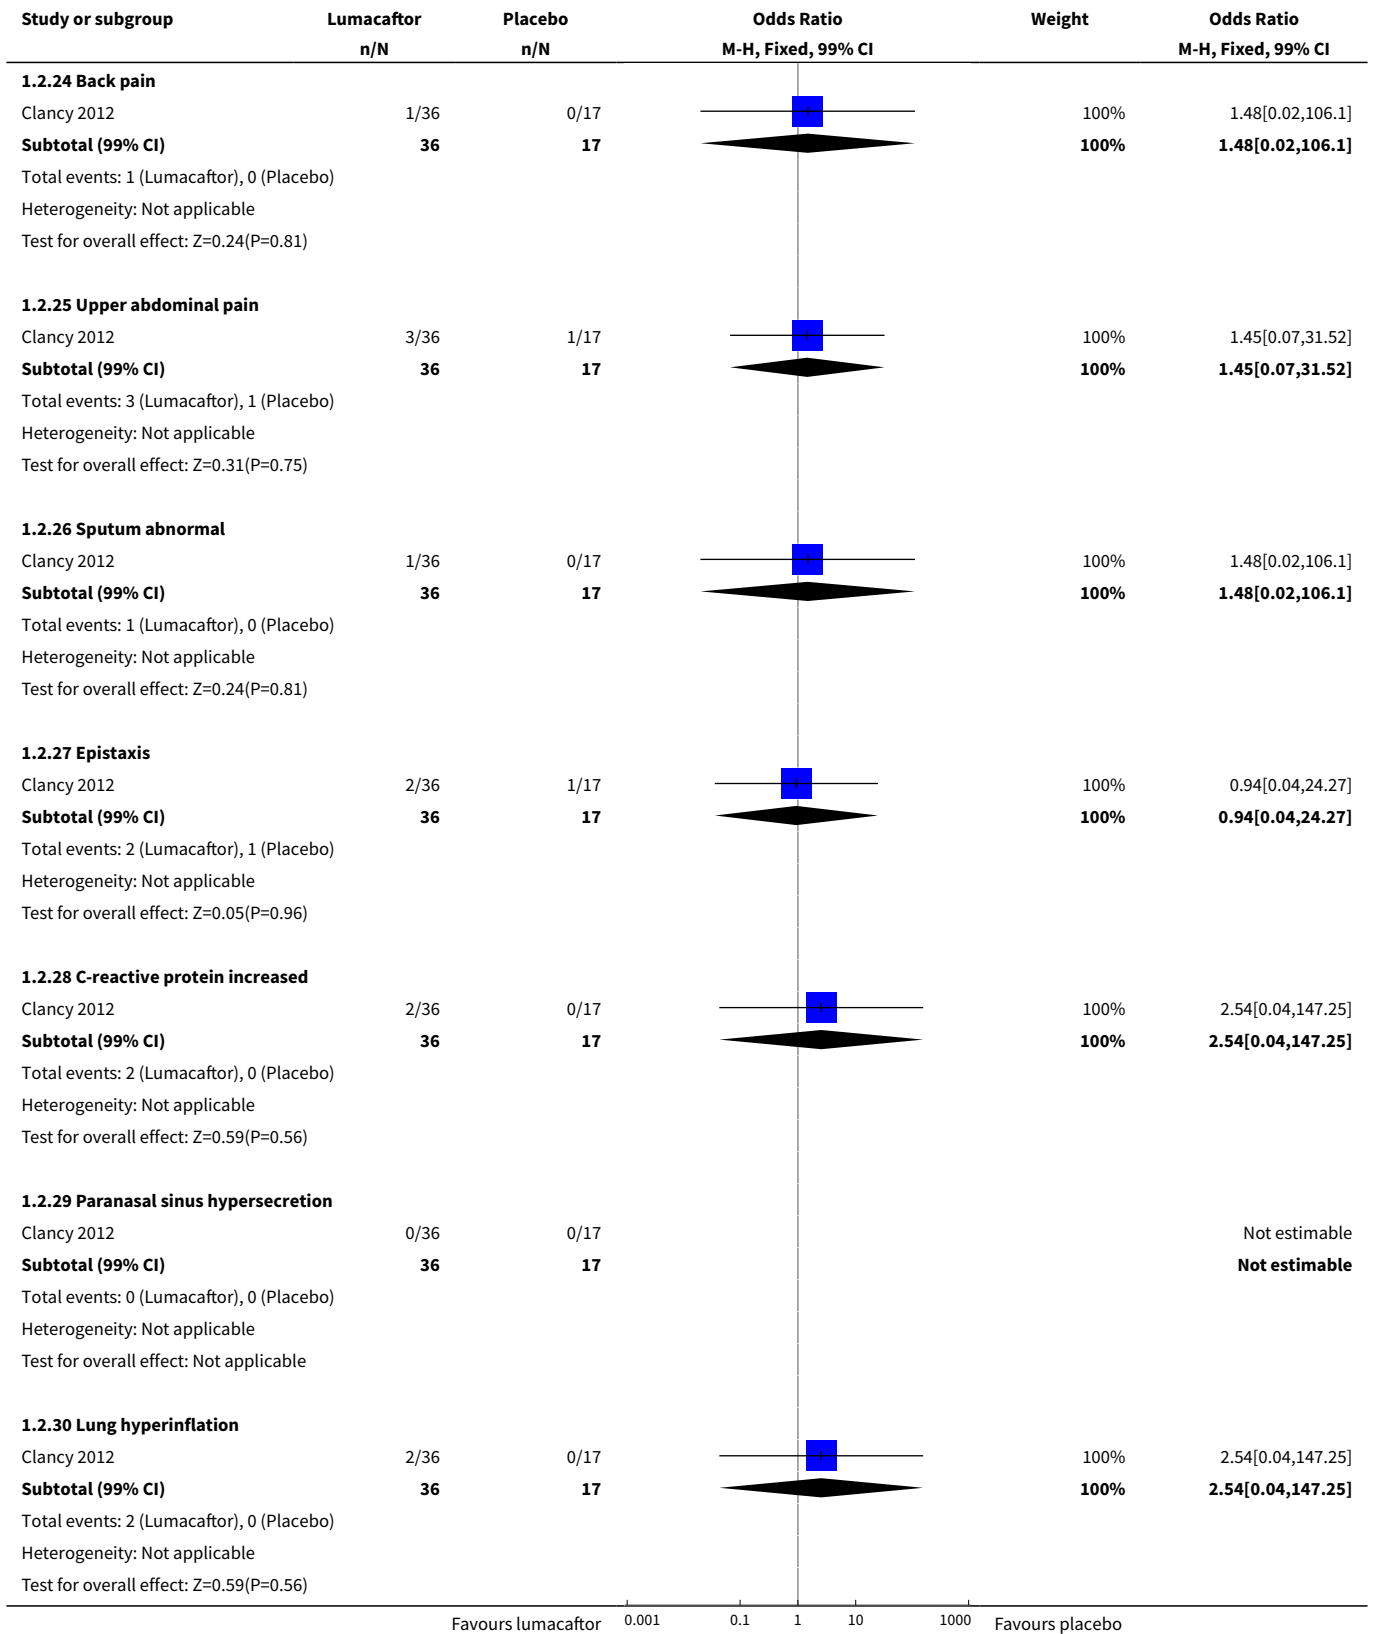 Study or subgroup Lumacaftor Placebo Odds Ratio Weight Odds Ratio
n/N n/N M-H, Fixed, 99% CI M-H, Fixed, 99% CI
1.2.24 Back pain
Clancy 2012 1/36 0/17 100% 1.48[0.02,106.1]
Subtotal (99% CI) 36 17 100% 1.48[0.02,106.1]
Total events: 1 (Lumacaftor), 0 (Placebo)
Heterogeneity: Not applicable
Test for overall effect: Z=0.24(P=0.81)
1.2.25 Upper abdominal pain
Clancy 2012 3/36 1/17 100% 1.45[0.07,31.52]
Subtotal (99% CI) 36 17 100% 1.45[0.07,31.52]
Total events: 3 (Lumacaftor), 1 (Placebo)
Heterogeneity: Not applicable
Test for overall effect: Z=0.31(P=0.75)
1.2.26 Sputum abnormal
Clancy 2012 1/36 0/17 100% 1.48[0.02,106.1]
Subtotal (99% CI) 36 17 100% 1.48[0.02,106.1]
Total events: 1 (Lumacaftor), 0 (Placebo)
Heterogeneity: Not applicable
Test for overall effect: Z=0.24(P=0.81)
1.2.27 Epistaxis
Clancy 2012 2/36 1/17 100% 0.94[0.04,24.27]
Subtotal (99% CI) 36 17 100% 0.94[0.04,24.27]
Total events: 2 (Lumacaftor), 1 (Placebo)
Heterogeneity: Not applicable
Test for overall effect: Z=0.05(P=0.96)
1.2.28 C-reactive protein increased
Clancy 2012 2/36 0/17 100% 2.54[0.04,147.25]
Subtotal (99% CI) 36 17 100% 2.54[0.04,147.25]
Total events: 2 (Lumacaftor), 0 (Placebo)
Heterogeneity: Not applicable
Test for overall effect: Z=0.59(P=0.56)
1.2.29 Paranasal sinus hypersecretion
Clancy 2012 0/36 0/17 Not estimable
Subtotal (99% CI) 36 17 Not estimable
Total events: 0 (Lumacaftor), 0 (Placebo)
Heterogeneity: Not applicable
Test for overall effect: Not applicable
1.2.30 Lung hyperinflation
Clancy 2012 2/36 0/17 100% 2.54[0.04,147.25]
Subtotal (99% CI) 36 17 100% 2.54[0.04,147.25]
Total events: 2 (Lumacaftor), 0 (Placebo)
Heterogeneity: Not applicable
Test for overall effect: Z=0.59(P=0.56)
Favours lumacaftor 0.001 0.1 1 10 1000 Favours placebo